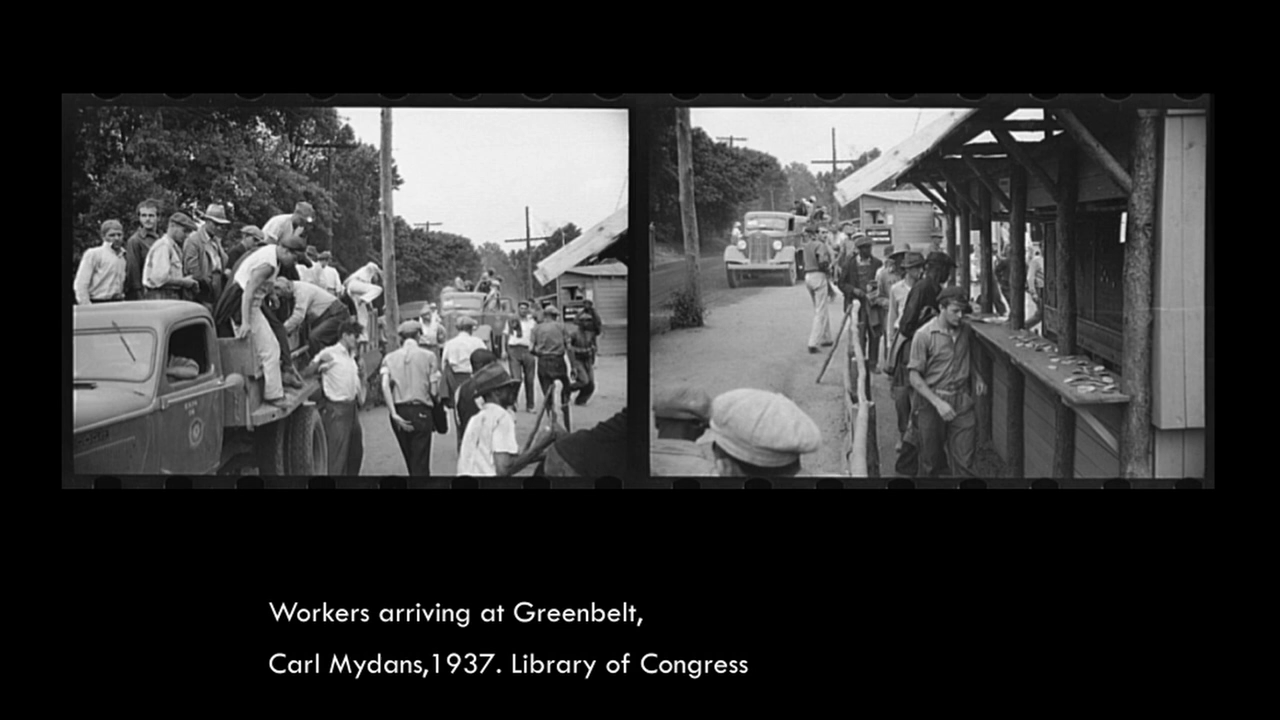 Workers arriving at Greenbelt,
Carl Mydans,1937. Library of Congress